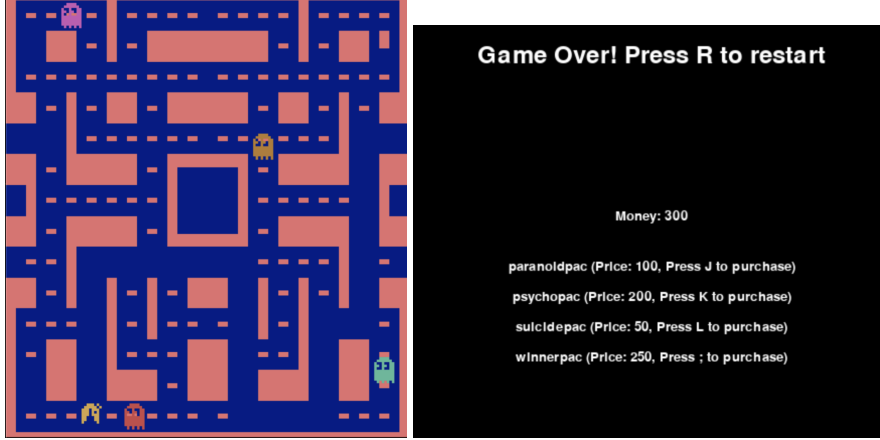 Game Over! Press R to restart
Money: 300
paranoidpac (Price: 100, Press J to purchase)
psychopac (Price: 200, Press K to purchase)
suicidepac (Price: 50, Press L to purchase)
winnerpac (Price: 250, Press ; to purchase)